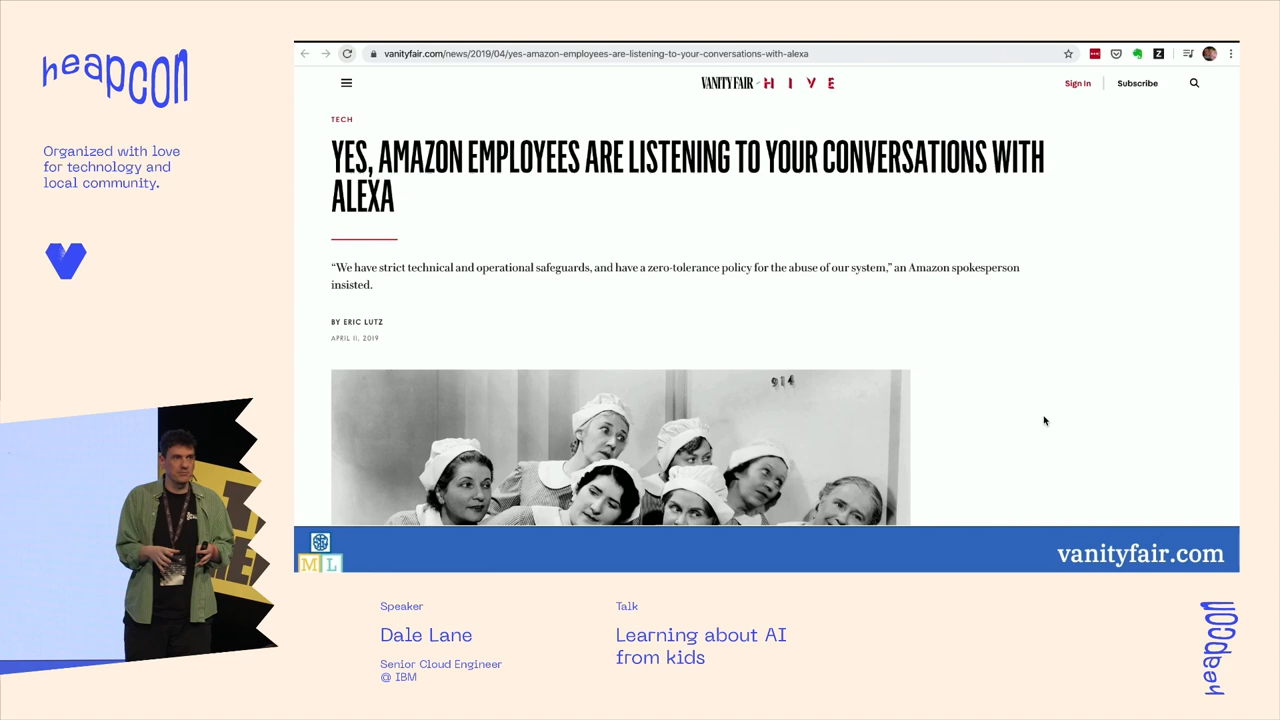 heapcon
Organized with love
for technology and
local community.
vanityfair.com/news/2019/04/yes-amazon-employees-are-listening-to-your-conversations-with-alexa
Z
VANITY FAIR HIVE
Sign In
Subscribe
TECH
YES, AMAZON EMPLOYEES ARE LISTENING TO YOUR CONVERSATIONS WITH
ALEXA
“We have strict technical and operational safeguards, and have a zero-tolerance policy for the abuse of our system,” an Amazon spokesperson
insisted.
BY ERIC LUTZ
APRIL 11, 2019
914
M L
vanityfair.com
Speaker
Dale Lane
Senior Cloud Engineer
@ IBM
Talk
Learning about AI
from kids
heapcon